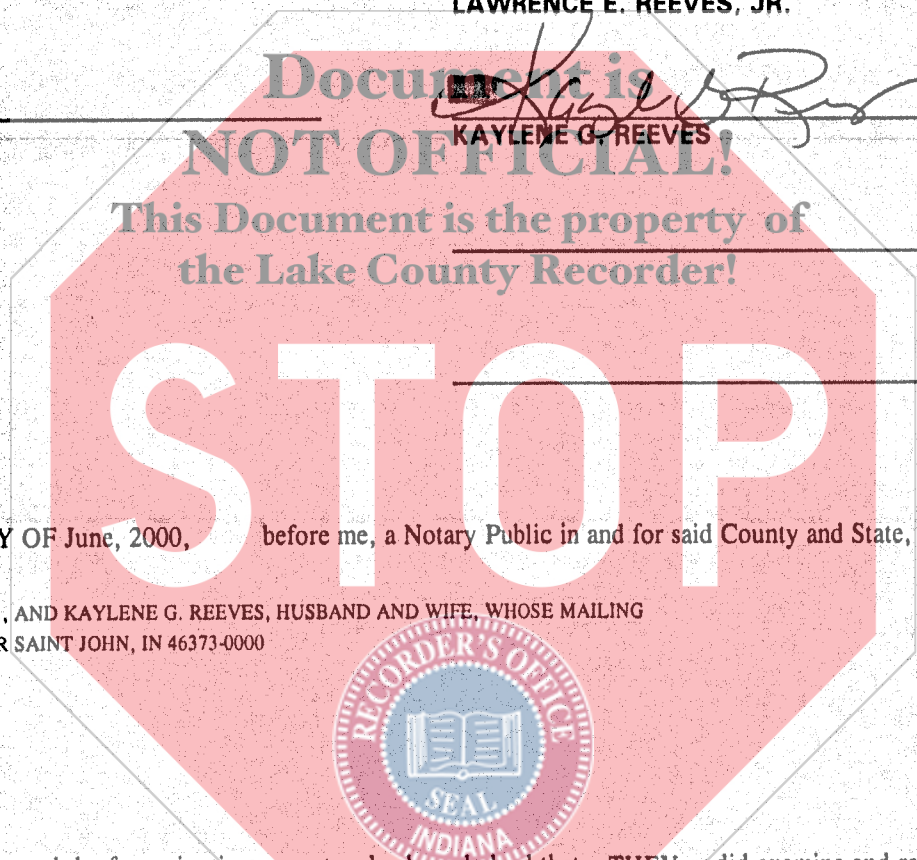 LAWRENCE E. REEVES, JR.
Document is
KAYLENE G. REEVES
NOT OFFICIAL!
This Document is the property of
the Lake County Recorder!
STOP
Y OF June, 2000, before me, a Notary Public in and for said County and State,
, AND KAYLENE G. REEVES, HUSBAND AND WIFE, WHOSE MAILING
R SAINT JOHN, IN 46373-0000
RECORDER'S OFFICE
SEAL
INDIANA
THEY